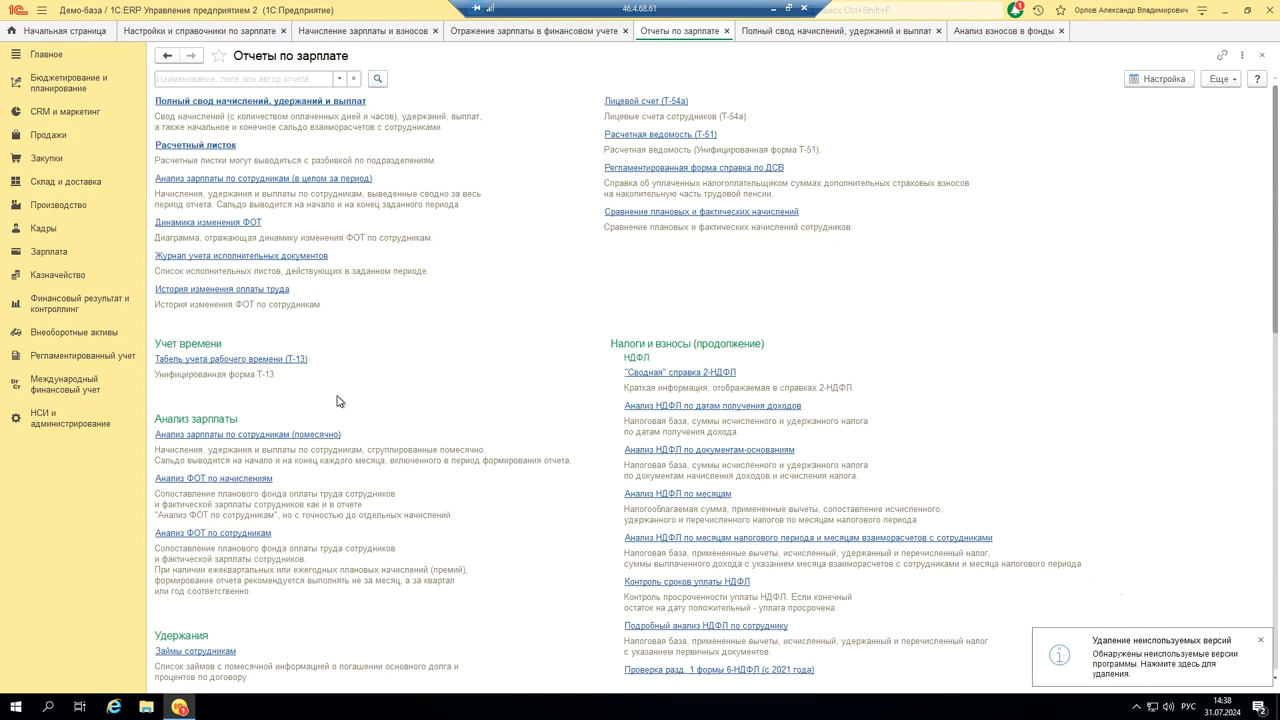 Демо-база / 1С:ERP Управление предприятием 2 (1С:Предприятие)
46.4.68.61
Поиск Ctrl+Shift+F
Орлов Александр Владимирович
Начальная страница
Настройки и справочники по зарплате
Начисление зарплаты и взносов
Отражение зарплаты в финансовом учете
Отчеты по зарплате
Полный свод начислений, удержаний и выплат
Анализ взносов в фонды
Главное
Бюджетирование и
планирование
CRM и маркетинг
Продажи
Закупки
Склад и доставка
Производство
Кадры
Зарплата
Казначейство
Финансовый результат и
контроллинг
Внеоборотные активы
Регламентированный учет
Международный
финансовый учет
НСИ и
администрирование
Отчеты по зарплате
Наименование, поле или автор отчета
Настройка
Еще
?
Полный свод начислений, удержаний и выплат
Свод начислений (с количеством оплаченных дней и часов), удержаний, выплат,
а также начальное и конечное сальдо взаиморасчетов с сотрудниками.
Расчетный листок
Расчетные листки могут выводиться с разбивкой по подразделениям.
Анализ зарплаты по сотрудникам (в целом за период)
Начисления, удержания и выплаты по сотрудникам, выведенные сводно за весь
период отчета. Сальдо выводится на начало и на конец заданного периода
Динамика изменения ФОТ
Диаграмма, отражающая динамику изменения ФОТ по сотрудникам.
Журнал учета исполнительных документов
Список исполнительных листов, действующих в заданном периоде
История изменения оплаты труда
История изменения ФОТ по сотрудникам.
Лицевой счет (Т-54а)
Лицевые счета сотрудников (Т-54а).
Расчетная ведомость (Т-51)
Расчетная ведомость (Унифицированная форма Т-51).
Регламентированная форма справка по ДСВ
Справка об уплаченных налогоплательщиком суммах дополнительных страховых взносов
на накопительную часть трудовой пенсии.
Сравнение плановых и фактических начислений
Сравнение плановых и фактических начислений сотрудников.
Учет времени
Табель учета рабочего времени (Т-13)
Унифицированная форма Т-13.
Анализ зарплаты
Анализ зарплаты по сотрудникам (помесячно)
Начисления, удержания и выплаты по сотрудникам, сгруппированные помесячно.
Сальдо выводится на начало и на конец каждого месяца, включенного в период формирования отчета.
Анализ ФОТ по начислениям
Сопоставление планового фонда оплаты труда сотрудников
и фактической зарплаты сотрудников как и в отчете
"Анализ ФОТ по сотрудникам", но с точностью до отдельных начислений.
Анализ ФОТ по сотрудникам
Сопоставление планового фонда оплаты труда сотрудников
и фактической зарплаты сотрудников.
При наличии ежеквартальных или ежегодных плановых начислений (премий),
формирование отчета рекомендуется выполнять не за месяц, а за квартал
или год соответственно
Удержания
Займы сотрудникам
Список займов с помесячной информацией о погашении основного долга и
процентов по договору.
Налоги и взносы (продолжение)
НДФЛ
"Сводная" справка 2-НДФЛ
Краткая информация, отображаемая в справках 2-НДФЛ.
Анализ НДФЛ по датам получения доходов
Налоговая база, суммы исчисленного и удержанного налога
по датам получения дохода.
Анализ НДФЛ по документам-основаниям
Налоговая база, суммы исчисленного и удержанного налога
по документам начисления доходов и исчисления налога.
Анализ НДФЛ по месяцам
Налогооблагаемая сумма, примененные вычеты, сопоставление исчисленного,
удержанного и перечисленного налогов по месяцам налогового периода
Анализ НДФЛ по месяцам налогового периода и месяцам взаиморасчетов с сотрудниками
Налоговая база, примененные вычеты, исчисленный, удержанный и перечисленный налог,
суммы выплаченного дохода с указанием месяца взаиморасчетов с сотрудниками и месяца налогового периода.
Контроль сроков уплаты НДФЛ
Контроль просроченности уплаты НДФЛ. Если конечный
остаток на дату положительный - уплата просрочена.
Подробный анализ НДФЛ по сотруднику
Налоговая база, примененные вычеты, исчисленный, удержанный и перечисленный налог
с указанием первичных документов.
Проверка разд. 1 формы 6-НДФЛ (с 2021 года)
Удаление неиспользуемых версий
Обнаружены неиспользуемые версии
программы. Нажмите здесь для
удаления.
РУС
14:38
31.07.2024
2